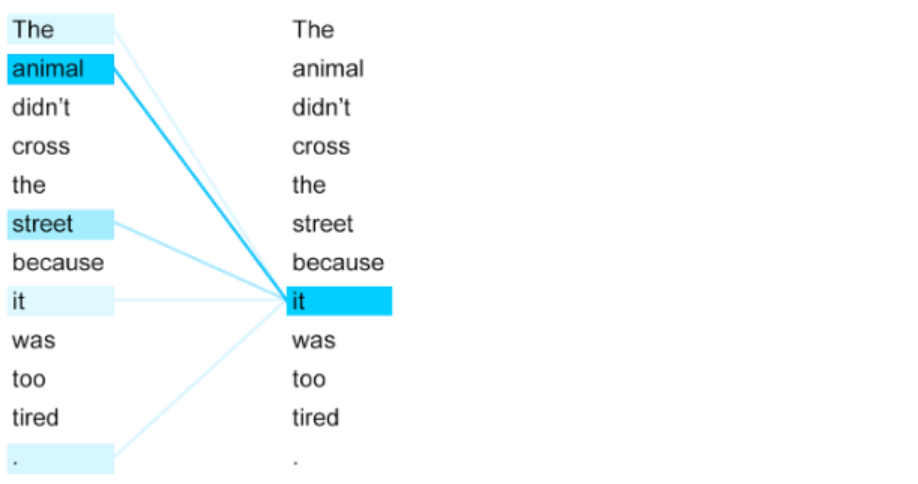 The The
animal animal
didn’t didn’t
cross cross
the the
street street
because because
it it
was was
too too
tired tired
. .